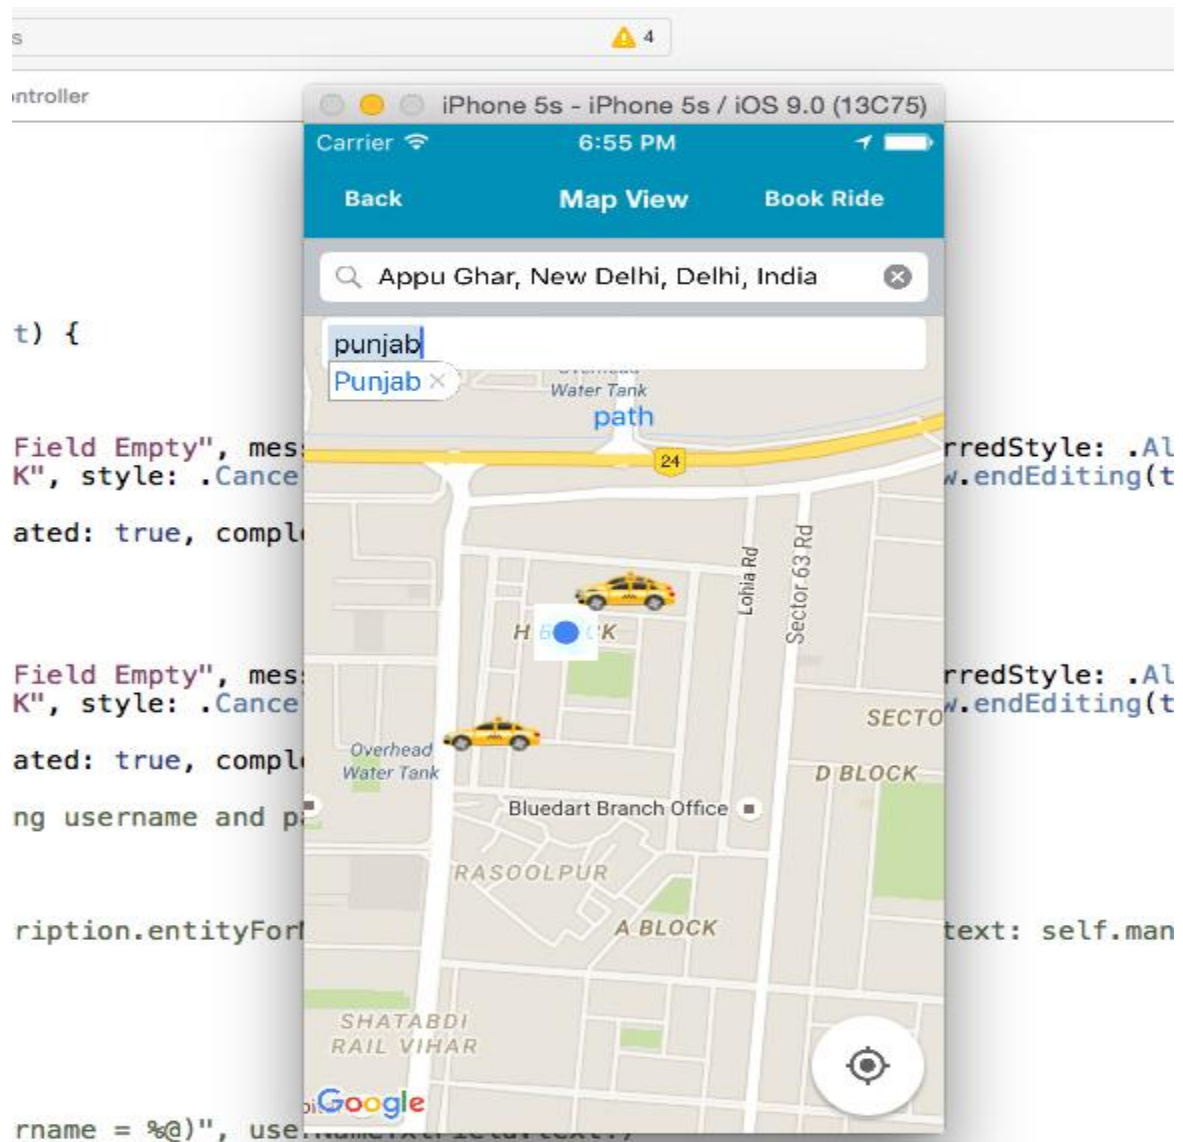 s
4
ntroller
iPhone 5s - iPhone 5s / iOS 9.0 (13C75)
Carrier
6:55 PM
Back
Map View
Book Ride
Appu Ghar, New Delhi, Delhi, India
t) {
punjab
Punjab
Water Tank
path
Field Empty", mes
rredStyle: .Al
24
K", style: .Cance
.endEditing(t
ated: true, compl
Lohia Rd
Sector 63 Rd
H
K
Field Empty", mes
rredStyle: .Al
K", style: .Cance
.endEditing(t
SECTO
Overhead
Water Tank
ated: true, compl
D BLOCK
Bluedart Branch Office
ng username and p
RASOOLPUR
A BLOCK
ription.entityFor
text: self.man
SHATABDI
RAIL VIHAR
Google
rname = %@)", use